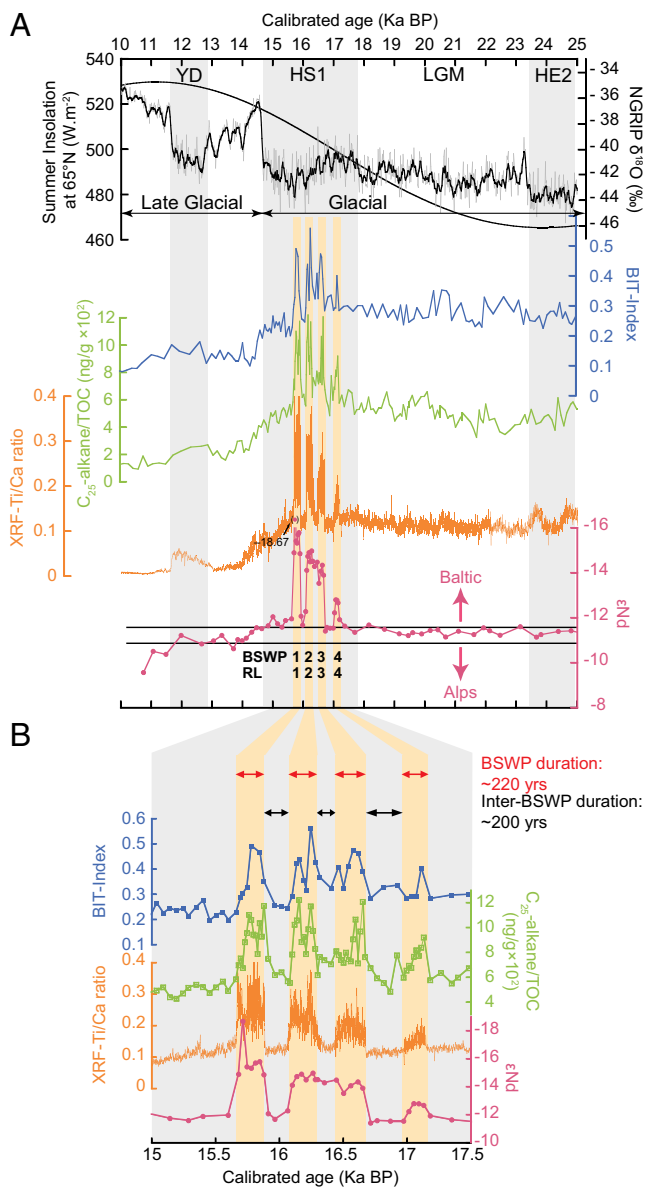 A
Calibrated age (Ka BP)
10 11 12 13 14 15 16 17 18 19 20 21 22 23 24 25
YD HS1 LGM HE2
540
520
500
480
460
Summer Insolation
at 65°N (W.m⁻²)
-34
-36
-38
-40
-42
-44
-46
NGRIP δ¹⁸O (‰)
Late Glacial
Glacial
0.5
0.4
0.3
0.2
0.1
0
BIT-Index
12
10
8
6
4
2
0
C₂₅-alkane/TOC (ng/g ×10²)
0.4
0.3
0.2
0.1
0
XRF-Ti/Ca ratio
-18.67
-16
-14
-12
-10
-8
εNd
Baltic
Alps
BSWP 1 2 3 4
RL 1 2 3 4
B
BSWP duration:
~220 yrs
Inter-BSWP duration:
~200 yrs
0.6
0.5
0.4
0.3
0.2
0.1
BIT-Index
12
10
8
6
4
C₂₅-alkane/TOC
(ng/g×10²)
0.4
0.3
0.2
0.1
0
XRF-Ti/Ca ratio
-18
-16
-14
-12
-10
εNd
15 15.5 16 16.5 17 17.5
Calibrated age (Ka BP)